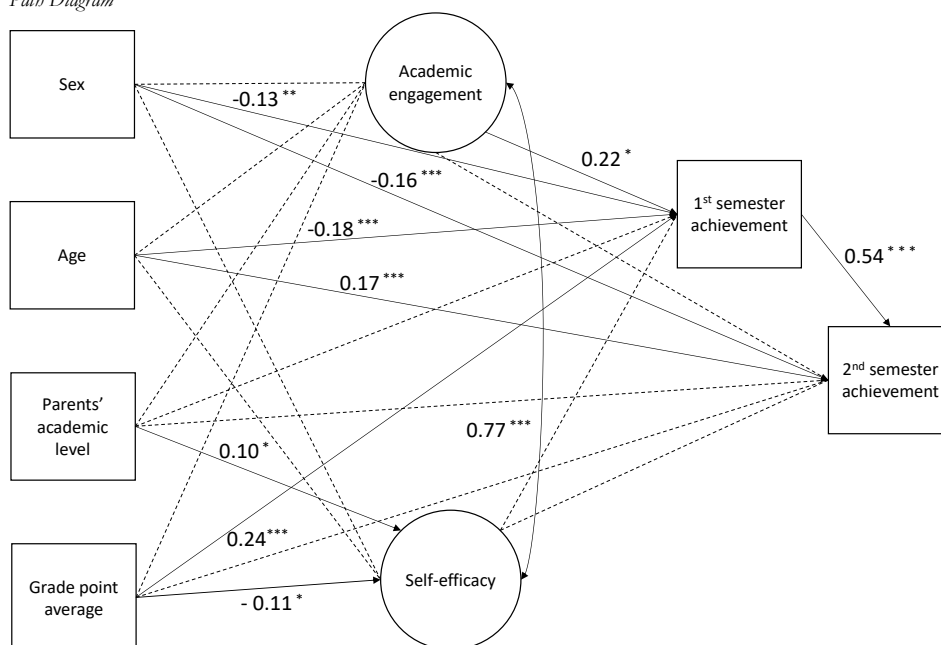 Path Diagram
Sex
Academic
engagement
-0.13 **
0.22 *
-0.16 ***
1st semester
achievement
Age
-0.18 ***
0.54 ***
0.17 ***
2nd semester
achievement
Parents’
academic
level
0.10 *
0.77 ***
0.24***
Self-efficacy
Grade point
average
- 0.11 *